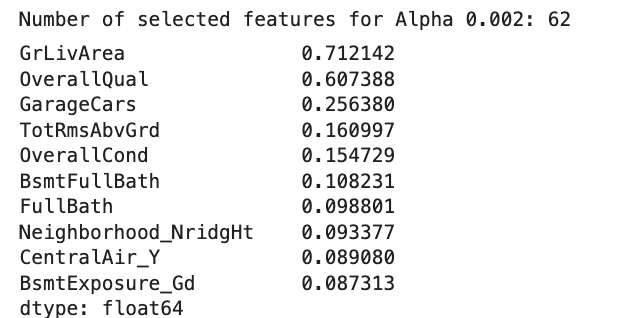 Number of selected features for Alpha 0.002: 62
GrLivArea 0.712142
OverallQual 0.607388
GarageCars 0.256380
TotRmsAbvGrd 0.160997
OverallCond 0.154729
BsmtFullBath 0.108231
FullBath 0.098801
Neighborhood_NridgHt 0.093377
CentralAir_Y 0.089080
BsmtExposure_Gd 0.087313
dtype: float64